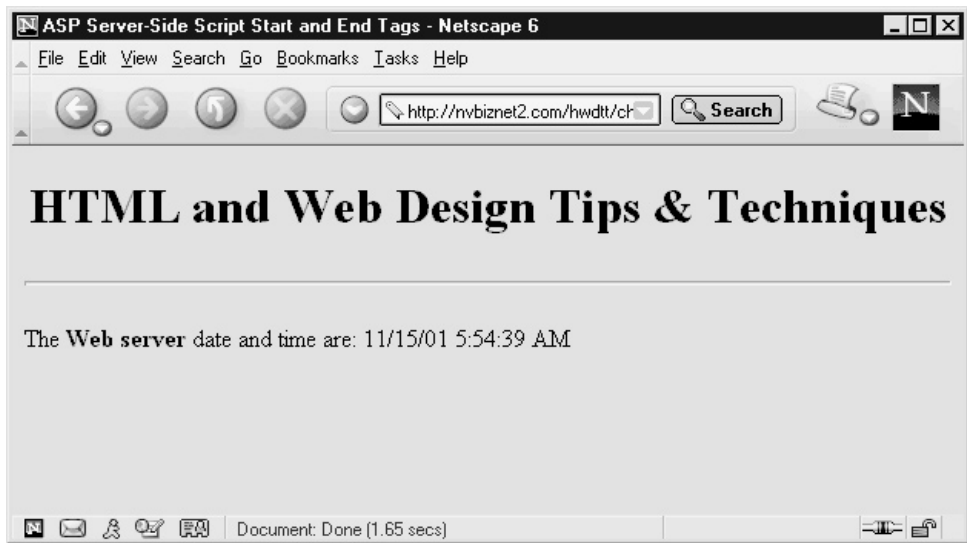 ASP Server-Side Script Start and End Tags - Netscape 6
File Edit View Search Go Bookmarks Tasks Help
http://nvbiznet2.com/hwdtt/ch Search N
HTML and Web Design Tips & Techniques
The Web server date and time are: 11/15/01 5:54:39 AM
Document: Done (1.65 secs)